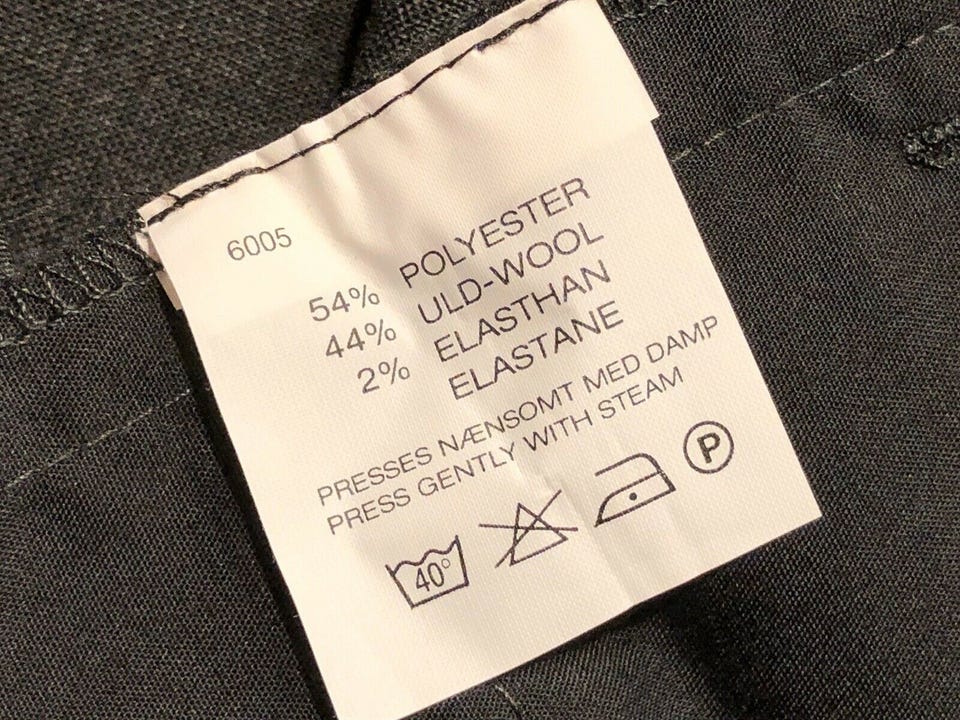 6005
54% POLYESTER
44% ULD-WOOL
2% ELASTHAN
ELASTANE
PRESSES NÆNSOMT MED DAMP
PRESS GENTLY WITH STEAM
40° P